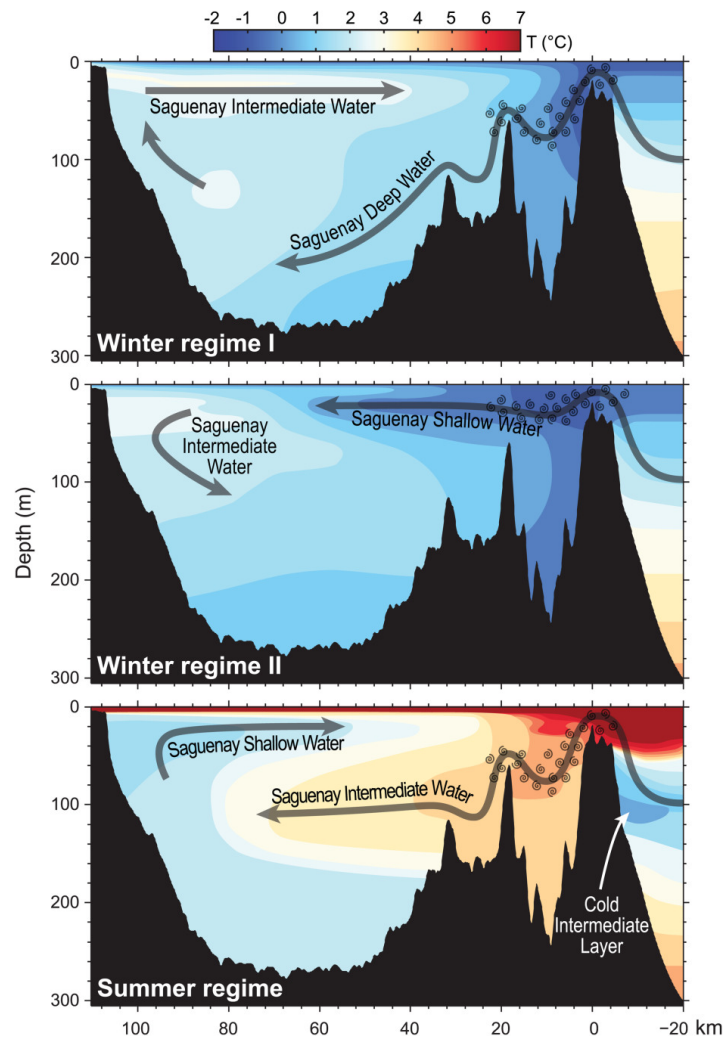 -2 -1 0 1 2 3 4 5 6 7
T (°C)
0
100
200
300
Saguenay Intermediate Water
Saguenay Deep Water
Winter regime I
0
100
200
300
Saguenay
Intermediate
Water
Saguenay Shallow Water
Winter regime II
Depth (m)
0
100
200
300
Saguenay Shallow Water
Saguenay Intermediate Water
Cold
Intermediate
Layer
Summer regime
100 80 60 40 20 0 −20 km